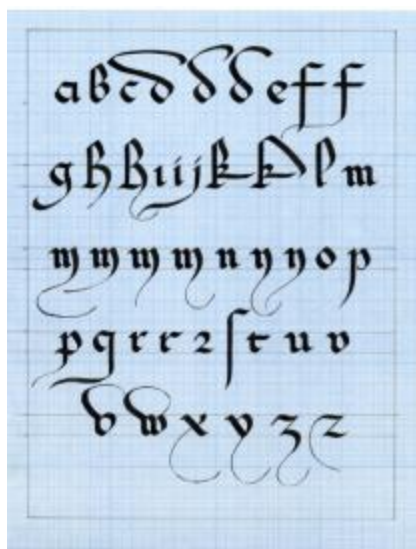 a b c d d d e f f
g h h i i j k k l m
m m m m n n n o p
p q r r 2 ſ t u v
v w x y z z